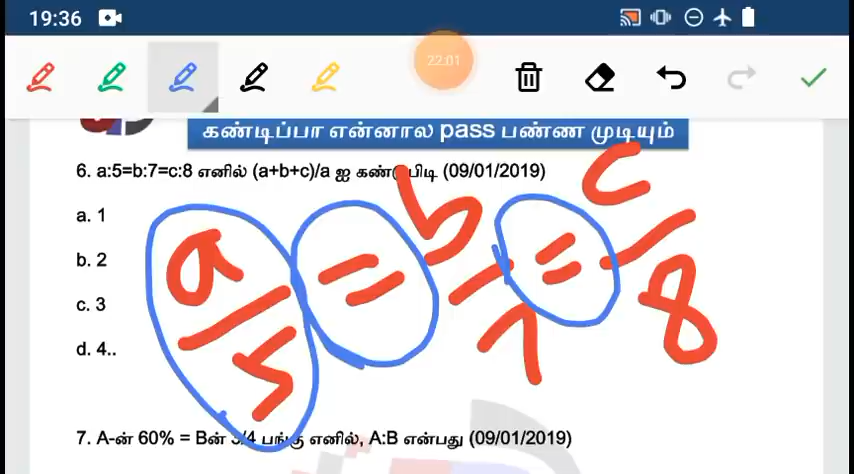 19:36
22:01
கண்டிப்பா என்னால pass பண்ண முடியும்
6. a:5=b:7=c:8 எனில் (a+b+c)/a ஐ (09/01/2019)
a. 1
b. 2
c. 3
d. 4..
a/5 = b/7 = c/8
7. A-ன் 60% = Bன் 3/4 பங்கு எனில், A:B என்பது (09/01/2019)